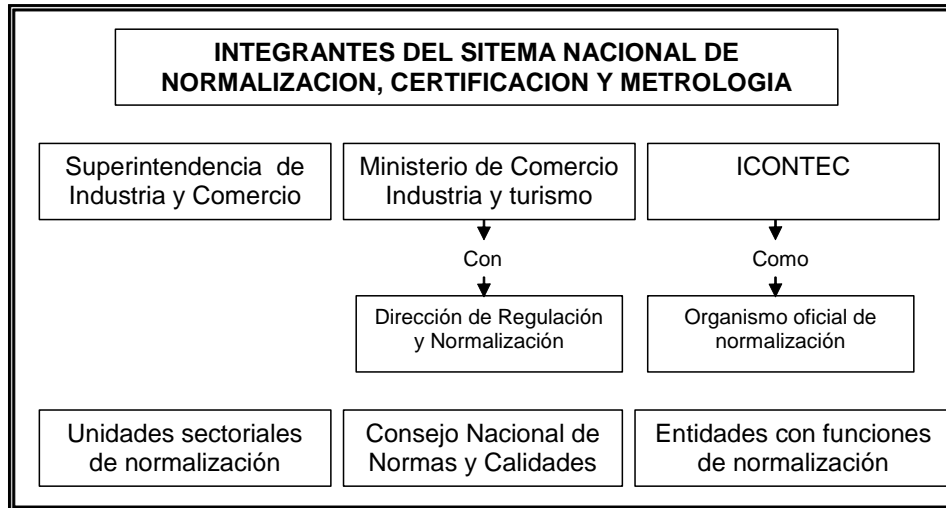 INTEGRANTES DEL SITEMA NACIONAL DE
NORMALIZACION, CERTIFICACION Y METROLOGIA
Superintendencia de
Industria y Comercio
Ministerio de Comercio
Industria y turismo
ICONTEC
Con
Como
Dirección de Regulación
y Normalización
Organismo oficial de
normalización
Unidades sectoriales
de normalización
Consejo Nacional de
Normas y Calidades
Entidades con funciones
de normalización